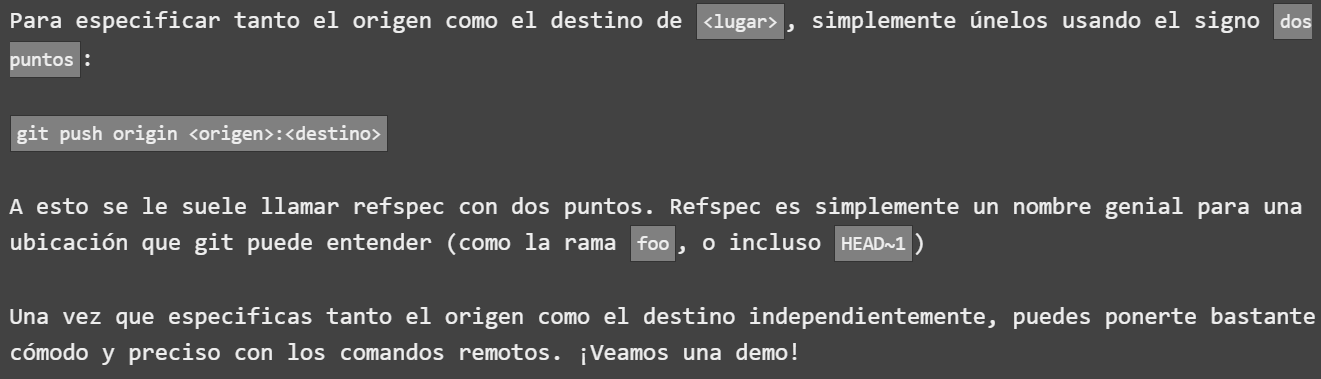 Para especificar tanto el origen como el destino de <lugar>, simplemente únelos usando el signo dos
puntos:
git push origin <origen>:<destino>
A esto se le suele llamar refspec con dos puntos. Refspec es simplemente un nombre genial para una
ubicación que git puede entender (como la rama foo, o incluso HEAD~1)
Una vez que especificas tanto el origen como el destino independientemente, puedes ponerte bastante
cómodo y preciso con los comandos remotos. ¡Veamos una demo!